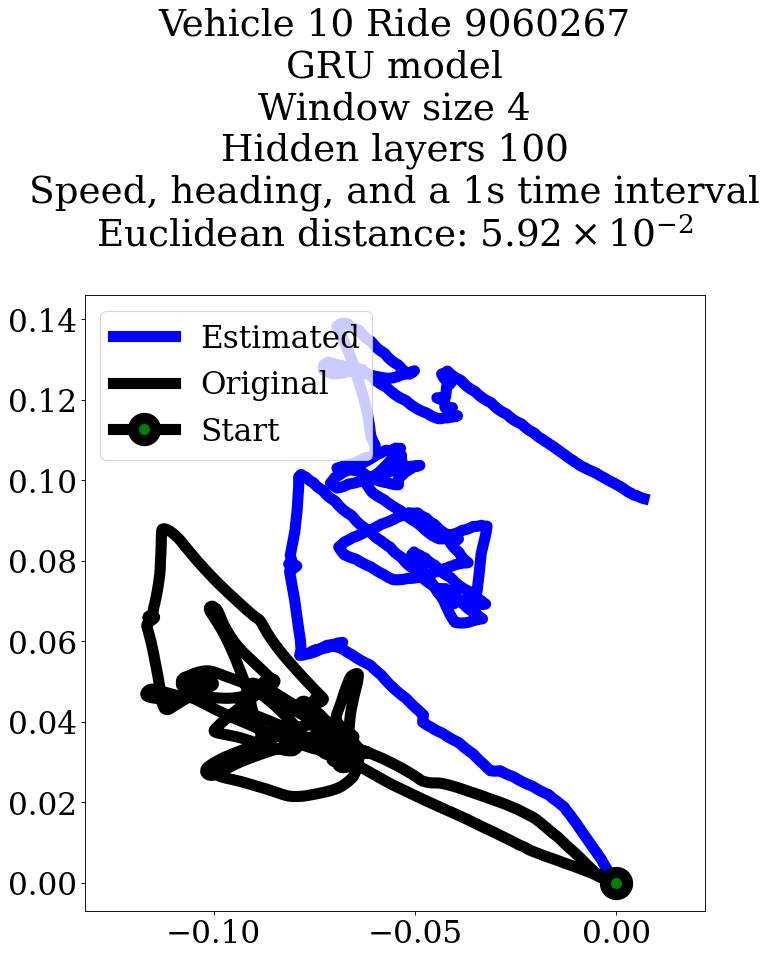 Vehicle 10 Ride 9060267
GRU model
Window size 4
Hidden layers 100
Speed, heading, and a 1s time interval
Euclidean distance: 5.92 × 10⁻²
Estimated
Original
Start
0.14
0.12
0.10
0.08
0.06
0.04
0.02
0.00
−0.10
−0.05
0.00